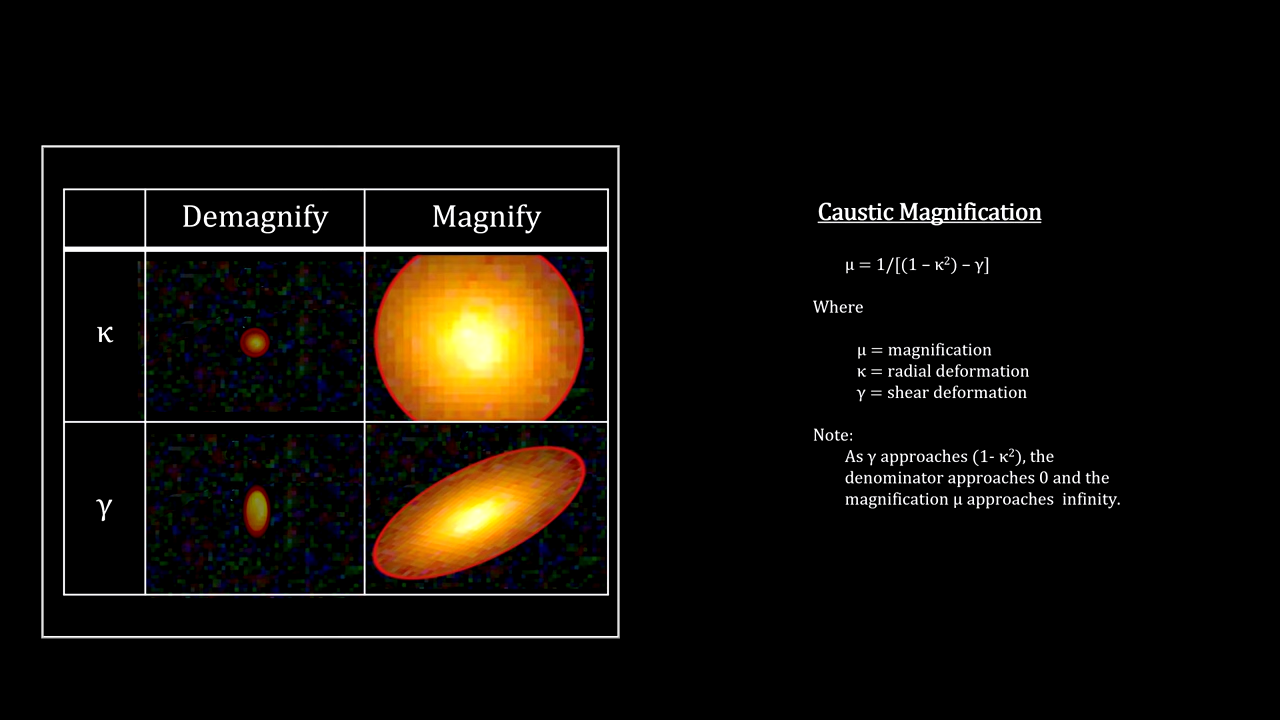 Demagnify Magnify
κ
γ
Caustic Magnification
μ = 1/[(1 – κ²) – γ]
Where
μ = magnification
κ = radial deformation
γ = shear deformation
Note:
As γ approaches (1- κ²), the
denominator approaches 0 and the
magnification μ approaches  infinity.